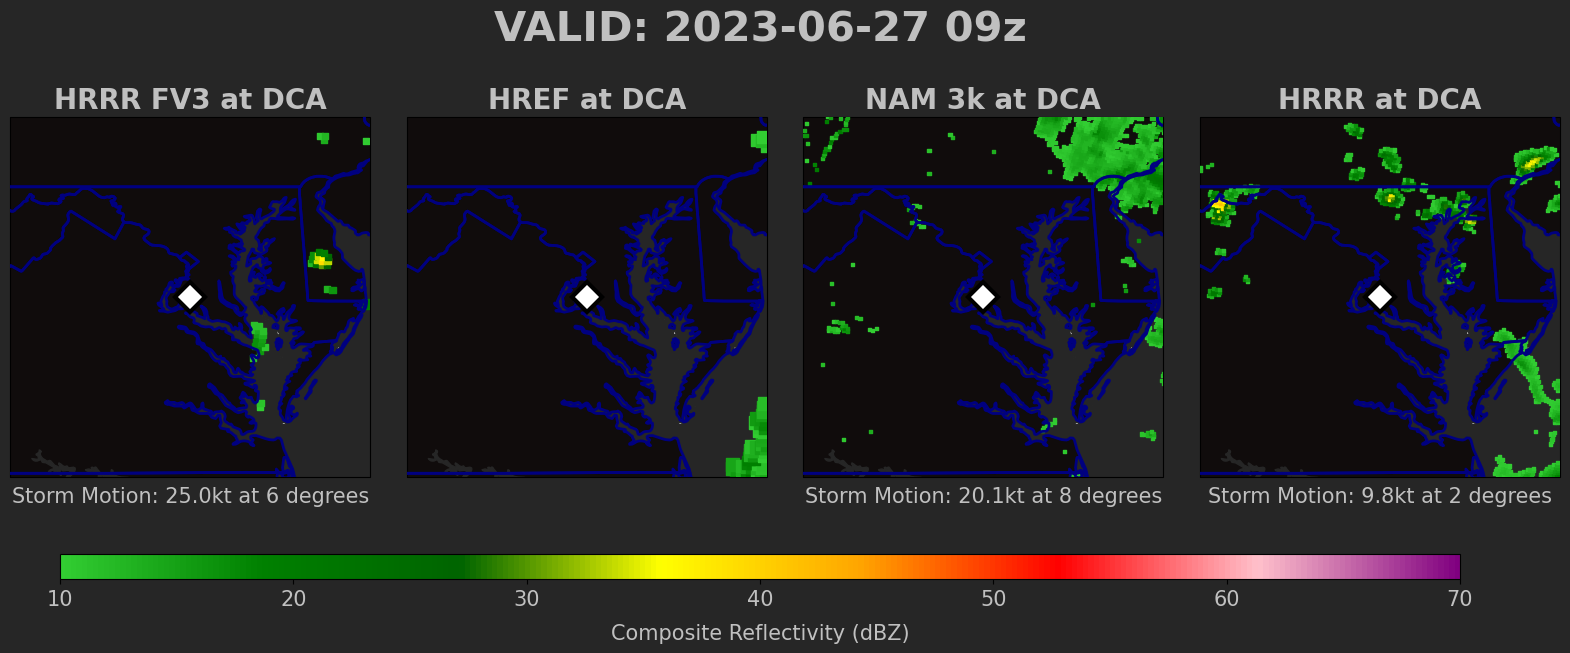 VALID: 2023-06-27 09z
HRRR FV3 at DCA
HREF at DCA
NAM 3k at DCA
HRRR at DCA
Storm Motion: 25.0kt at 6 degrees
Storm Motion: 20.1kt at 8 degrees
Storm Motion: 9.8kt at 2 degrees
10 20 30 40 50 60 70
Composite Reflectivity (dBZ)